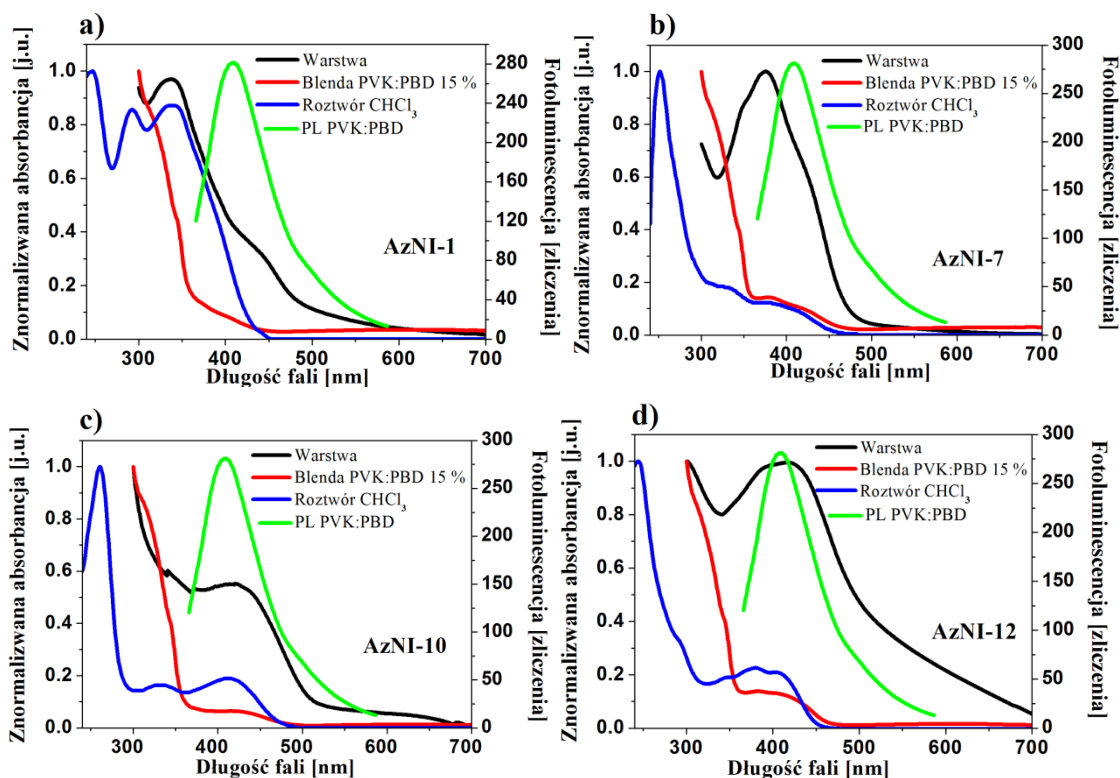 a)
Znormalizwana absorbancja [j.u.]
1.0
0.8
0.6
0.4
0.2
0.0
Warstwa
Blenda PVK:PBD 15 %
Roztwór CHCl3
PL PVK:PBD
AzNI-1
280
240
200
160
120
80
40
0
Fotoluminescencja [zliczenia]
300 400 500 600 700
Długość fali [nm]
b)
Znormalizwana absorbancja [j.u.]
1.0
0.8
0.6
0.4
0.2
0.0
Warstwa
Blenda PVK:PBD 15 %
Roztwór CHCl3
PL PVK:PBD
AzNI-7
300
250
200
150
100
50
0
Fotoluminescencja [zliczenia]
300 400 500 600 700
Długość fali [nm]
c)
Znormalizwana absorbancja [j.u.]
1.0
0.8
0.6
0.4
0.2
0.0
Warstwa
Blenda PVK:PBD 15 %
Roztwór CHCl3
PL PVK:PBD
AzNI-10
300
250
200
150
100
50
0
Fotoluminescencja [zliczenia]
300 400 500 600 700
Długość fali [nm]
d)
Znormalizwana absorbancja [j.u.]
1.0
0.8
0.6
0.4
0.2
0.0
Warstwa
Blenda PVK:PBD 15 %
Roztwór CHCl3
PL PVK:PBD
AzNI-12
300
250
200
150
100
50
0
Fotoluminescencja [zliczenia]
300 400 500 600 700
Długość fali [nm]